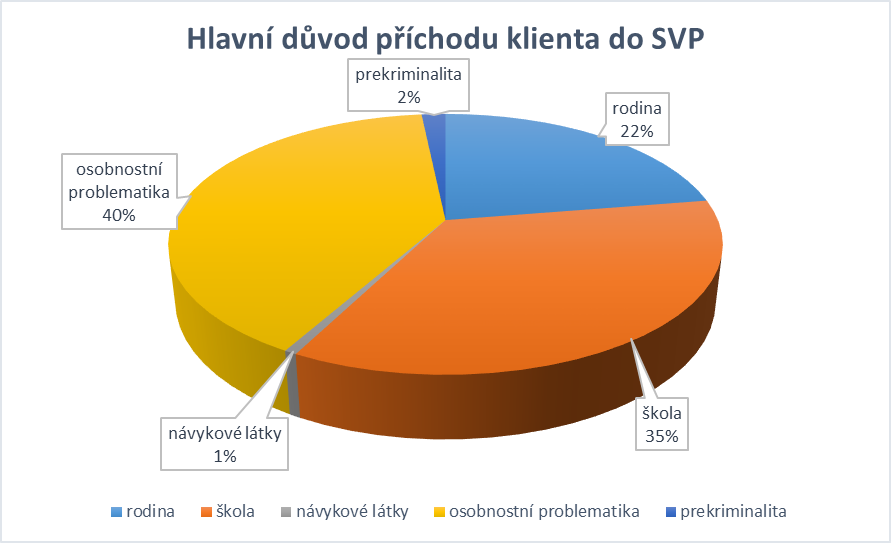 Hlavní důvod příchodu klienta do SVP
prekriminalita
2%
rodina
22%
osobnostní
problematika
40%
škola
35%
návykové látky
1%
rodina škola návykové látky osobnostní problematika prekriminalita